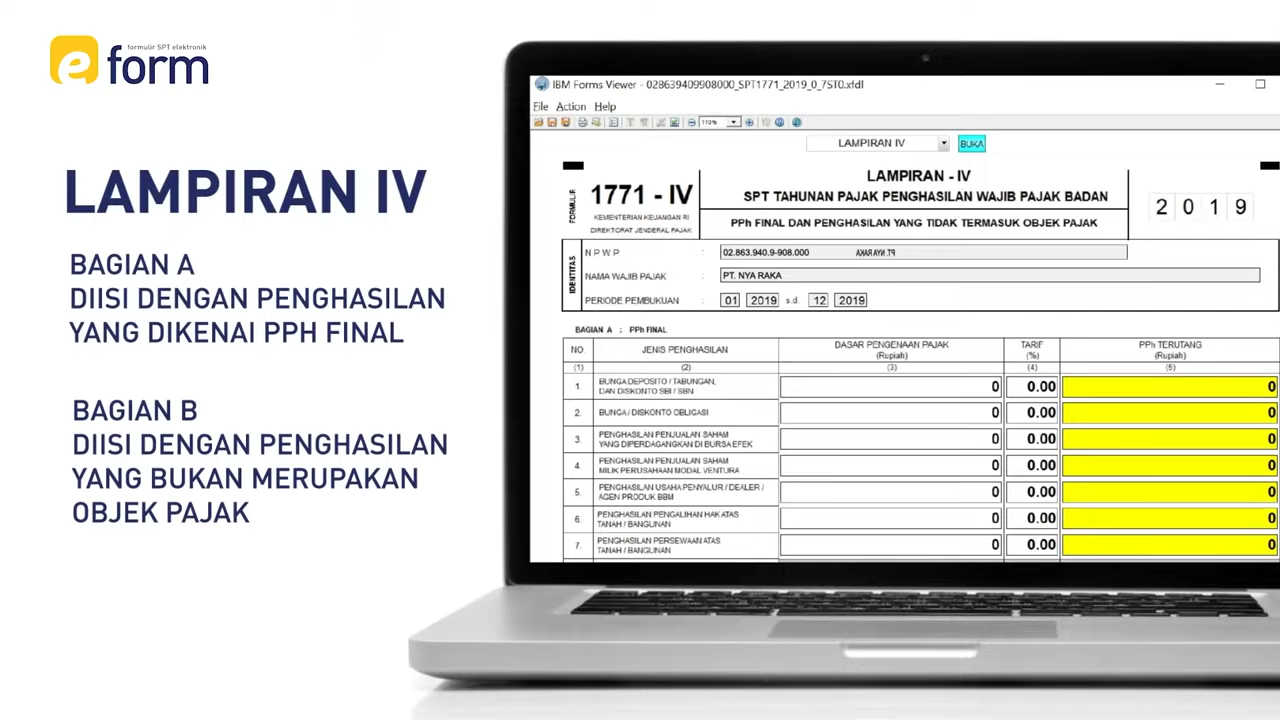 formulir SPT elektronik
e form
LAMPIRAN IV
BAGIAN A
DIISI DENGAN PENGHASILAN
YANG DIKENAI PPH FINAL
BAGIAN B
DIISI DENGAN PENGHASILAN
YANG BUKAN MERUPAKAN
OBJEK PAJAK
IBM Forms Viewer - 028639409908000_SPT1771_2019_0_7ST0.xfdl
File Action Help
110%
LAMPIRAN IV BUKA
FORMULIR
1771 - IV
KEMENTERIAN KEUANGAN RI
DIREKTORAT JENDERAL PAJAK
LAMPIRAN - IV
SPT TAHUNAN PAJAK PENGHASILAN WAJIB PAJAK BADAN
PPh FINAL DAN PENGHASILAN YANG TIDAK TERMASUK OBJEK PAJAK
2 0 1 9
IDENTITAS
N P W P : 02.863.940.9-908.000 PT. NYA RAKA
NAMA WAJIB PAJAK : PT. NYA RAKA
PERIODE PEMBUKUAN : 01 2019 s.d. 12 2019
BAGIAN A : PPh FINAL
NO. JENIS PENGHASILAN DASAR PENGENAAN PAJAK (Rupiah) TARIF (%) PPh TERUTANG (Rupiah)
(1) (2) (3) (4) (5)
1. BUNGA DEPOSITO / TABUNGAN, DAN DISKONTO SBI / SBN 0 0.00 0
2. BUNGA / DISKONTO OBLIGASI 0 0.00 0
3. PENGHASILAN PENJUALAN SAHAM YANG DIPERDAGANGKAN DI BURSA EFEK 0 0.00 0
4. PENGHASILAN PENJUALAN SAHAM MILIK PERUSAHAAN MODAL VENTURA 0 0.00 0
5. PENGHASILAN USAHA PENYALUR / DEALER / AGEN PRODUK BBM 0 0.00 0
6. PENGHASILAN PENGALIHAN HAK ATAS TANAH / BANGUNAN 0 0.00 0
7. PENGHASILAN PERSEWAAN ATAS TANAH / BANGUNAN 0 0.00 0